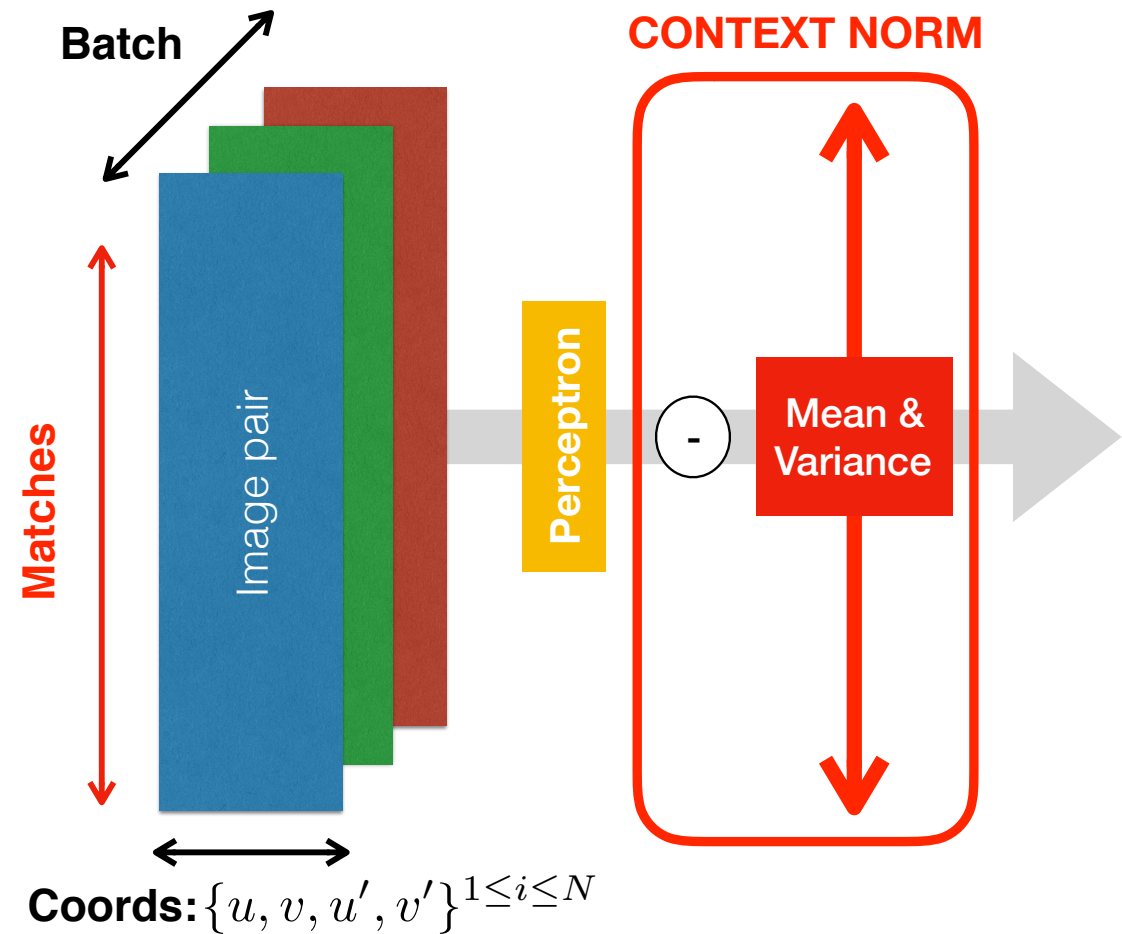 Batch
CONTEXT NORM
Matches
Image pair
Perceptron
-
Mean &
Variance
Coords: {u, v, u′, v′}^{1≤i≤N}